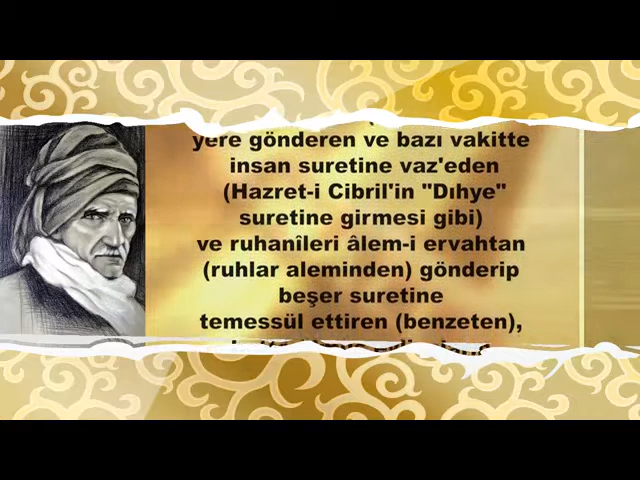 yere gönderen ve bazı vakitte
insan suretine vaz'eden
(Hazret-i Cibril'in "Dıhye"
suretine girmesi gibi)
ve ruhanîleri âlem-i ervahtan
(ruhlar aleminden) gönderip
beşer suretine
temessül ettiren (benzeten),